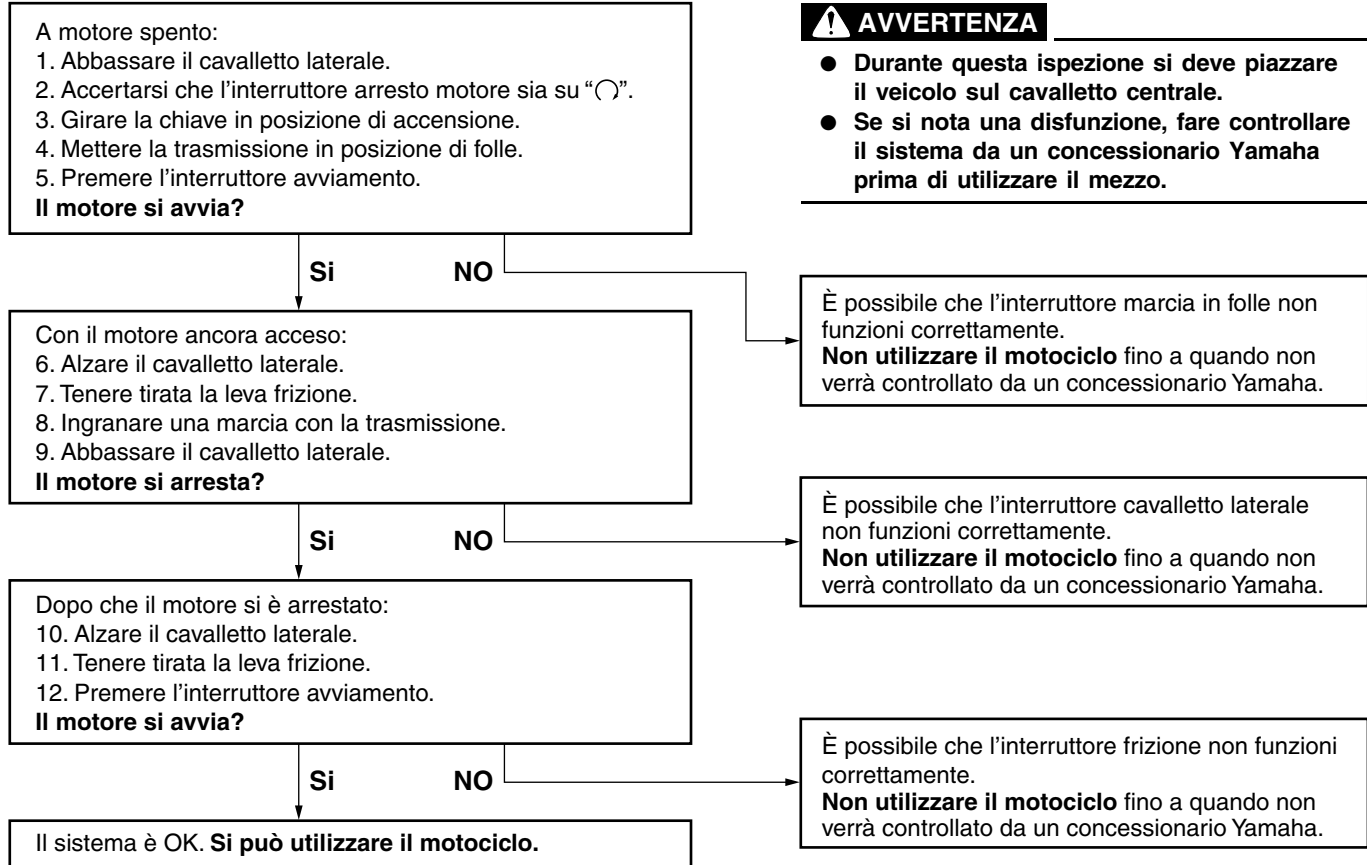 A motore spento:
1. Abbassare il cavalletto laterale.
2. Accertarsi che l’interruttore arresto motore sia su “○”.
3. Girare la chiave in posizione di accensione.
4. Mettere la trasmissione in posizione di folle.
5. Premere l’interruttore avviamento.
Il motore si avvia?
AVVERTENZA
● Durante questa ispezione si deve piazzare
il veicolo sul cavalletto centrale.
● Se si nota una disfunzione, fare controllare
il sistema da un concessionario Yamaha
prima di utilizzare il mezzo.
Si NO
È possibile che l’interruttore marcia in folle non
funzioni correttamente.
Non utilizzare il motociclo fino a quando non
verrà controllato da un concessionario Yamaha.
Con il motore ancora acceso:
6. Alzare il cavalletto laterale.
7. Tenere tirata la leva frizione.
8. Ingranare una marcia con la trasmissione.
9. Abbassare il cavalletto laterale.
Il motore si arresta?
Si NO
È possibile che l’interruttore cavalletto laterale
non funzioni correttamente.
Non utilizzare il motociclo fino a quando non
verrà controllato da un concessionario Yamaha.
Dopo che il motore si è arrestato:
10. Alzare il cavalletto laterale.
11. Tenere tirata la leva frizione.
12. Premere l’interruttore avviamento.
Il motore si avvia?
Si NO
È possibile che l’interruttore frizione non funzioni
correttamente.
Non utilizzare il motociclo fino a quando non
verrà controllato da un concessionario Yamaha.
Il sistema è OK. Si può utilizzare il motociclo.